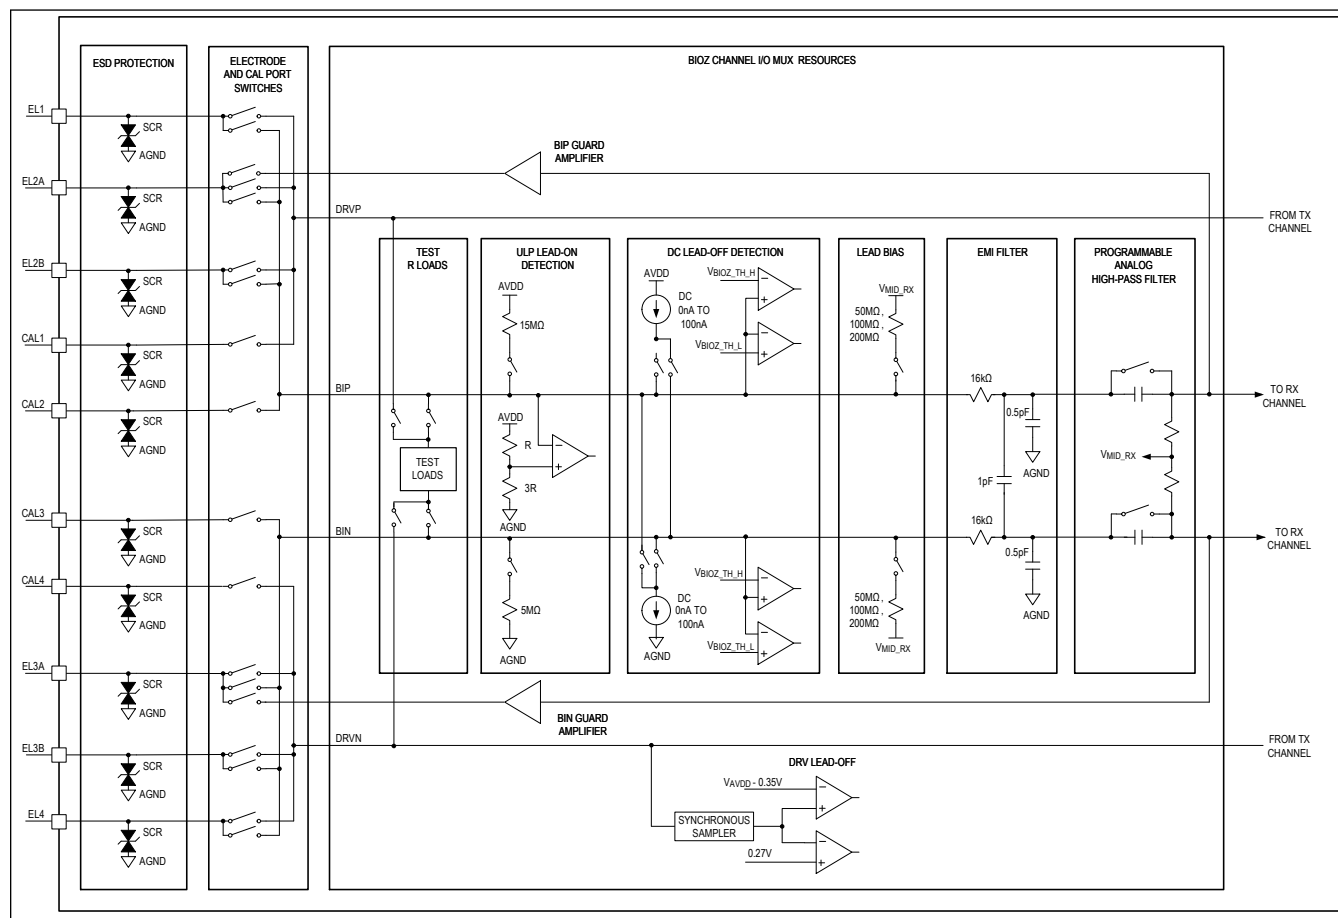 ESD PROTECTION
ELECTRODE
AND CAL PORT
SWITCHES
BIOZ CHANNEL I/O MUX RESOURCES
EL1
SCR
AGND
BIP GUARD
AMPLIFIER
EL2A
SCR
AGND
DRVP
FROM TX
CHANNEL
TEST
R LOADS
ULP LEAD-ON
DETECTION
DC LEAD-OFF DETECTION
LEAD BIAS
EMI FILTER
PROGRAMMABLE
ANALOG
HIGH-PASS FILTER
EL2B
SCR
AGND
AVDD
15MΩ
AVDD
DC
0nA TO
100nA
VBIOZ_TH_H
−
+
VBIOZ_TH_L
−
+
VMID_RX
50MΩ,
100MΩ,
200MΩ
CAL1
SCR
AGND
BIP
16kΩ
0.5pF
AGND
TO RX
CHANNEL
CAL2
SCR
AGND
TEST
LOADS
AVDD
R
3R
AGND
−
+
1pF
VMID_RX
CAL3
SCR
AGND
BIN
16kΩ
0.5pF
AGND
TO RX
CHANNEL
CAL4
SCR
AGND
5MΩ
AGND
DC
0nA TO
100nA
AGND
VBIOZ_TH_H
−
+
VBIOZ_TH_L
−
+
50MΩ,
100MΩ,
200MΩ
VMID_RX
EL3A
SCR
AGND
BIN GUARD
AMPLIFIER
EL3B
SCR
AGND
DRVN
FROM TX
CHANNEL
DRV LEAD-OFF
VAVDD - 0.35V
−
+
SYNCHRONOUS
SAMPLER
0.27V
−
+
EL4
SCR
AGND